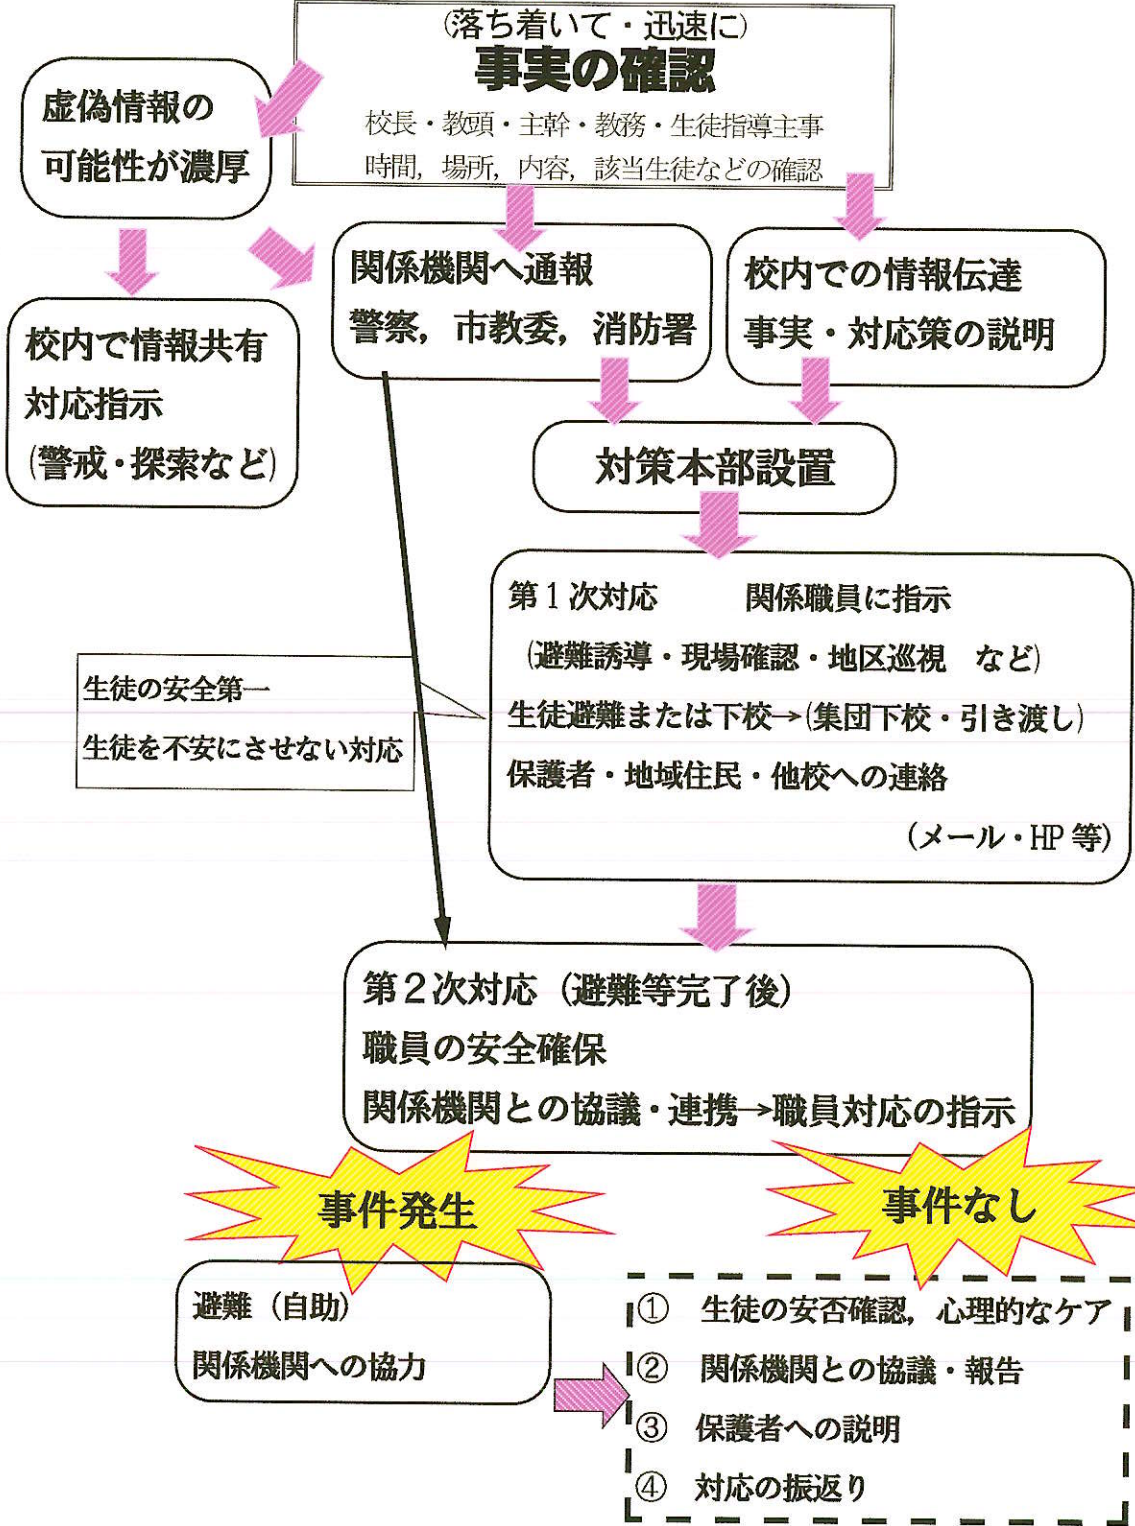 (落ち着いて・迅速に)
事実の確認
校長・教頭・主幹・教務・生徒指導主事
時間，場所，内容，該当生徒などの確認
虚偽情報の
可能性が濃厚
関係機関へ通報
警察，市教委，消防署
校内での情報伝達
事実・対応策の説明
校内で情報共有
対応指示
(警戒・探索など)
対策本部設置
第１次対応　関係職員に指示
(避難誘導・現場確認・地区巡視　など)
生徒避難または下校→(集団下校・引き渡し)
保護者・地域住民・他校への連絡
(メール・HP 等)
生徒の安全第一
生徒を不安にさせない対応
第２次対応（避難等完了後）
職員の安全確保
関係機関との協議・連携→職員対応の指示
事件発生
事件なし
避難（自助）
関係機関への協力
①　生徒の安否確認，心理的なケア
②　関係機関との協議・報告
③　保護者への説明
④　対応の振返り